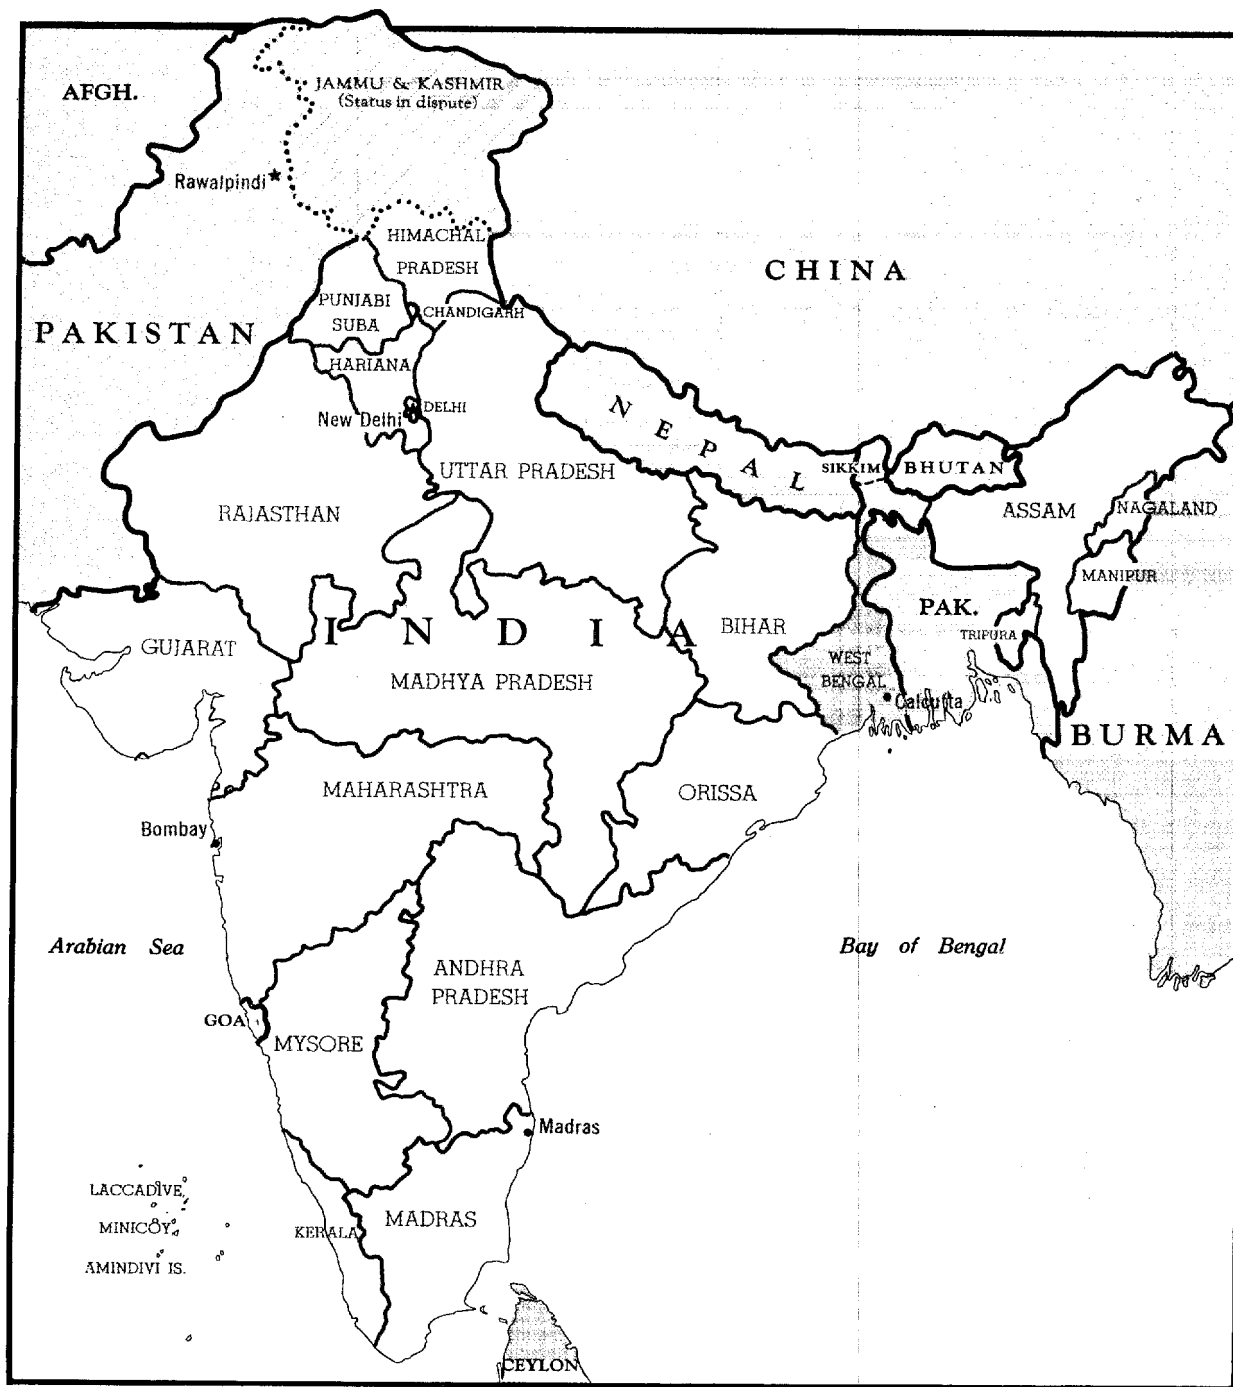 AFGH.
JAMMU & KASHMIR
(Status in dispute)
Rawalpindi
HIMACHAL
PRADESH
CHINA
PUNJABI
SUBA
CHANDIGARH
PAKISTAN
HARIANA
New Delhi
DELHI
NEPAL
UTTAR PRADESH
SIKKIM
BHUTAN
RAJASTHAN
ASSAM
NAGALAND
MANIPUR
PAK.
INDIA
GUJARAT
BIHAR
TRIPURA
MADHYA PRADESH
WEST
BENGAL
Calcutta
BURMA
MAHARASHTRA
ORISSA
Bombay
Arabian Sea
Bay of Bengal
ANDHRA
PRADESH
GOA
MYSORE
Madras
LACCADIVE,
MINICOY,
AMINDIVI IS.
KERALA
MADRAS
CEYLON